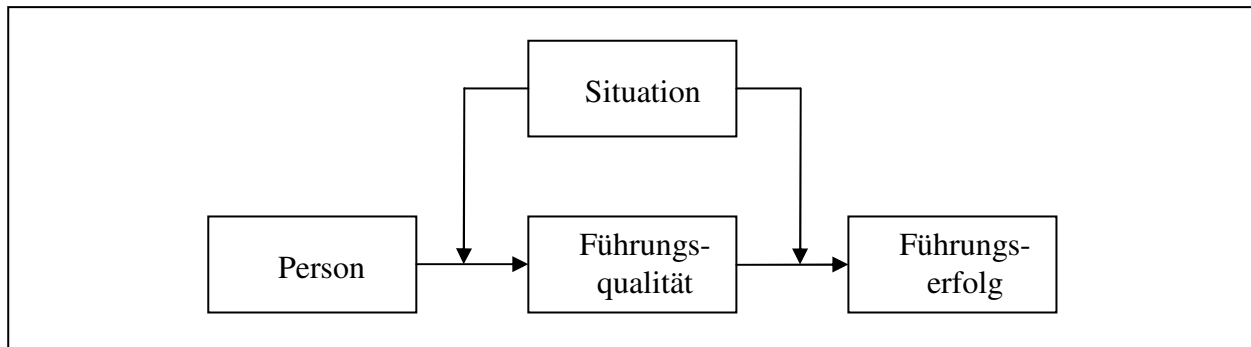 Situation
Person
Führungs-
qualität
Führungs-
erfolg